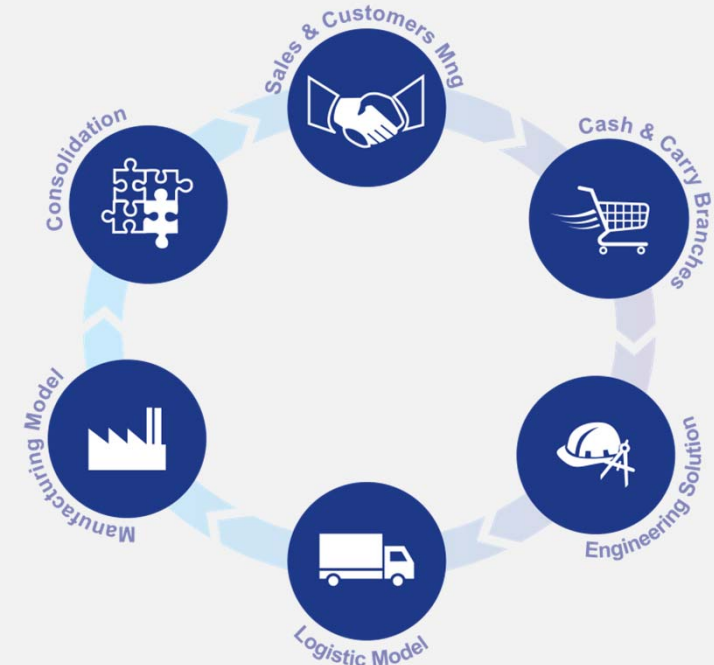 Sales & Customers Mng
Cash & Carry Branches
Engineering Solution
Logistic Model
Manufacturing Model
Consolidation